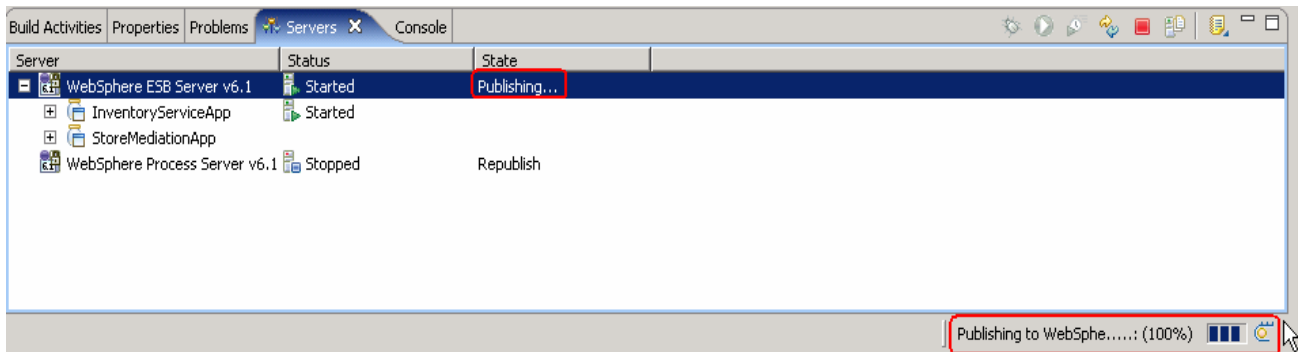 Build Activities Properties Problems Servers Console
Server Status State
WebSphere ESB Server v6.1 Started Publishing...
InventoryServiceApp Started
StoreMediationApp
WebSphere Process Server v6.1 Stopped Republish
Publishing to WebSphe.....: (100%)